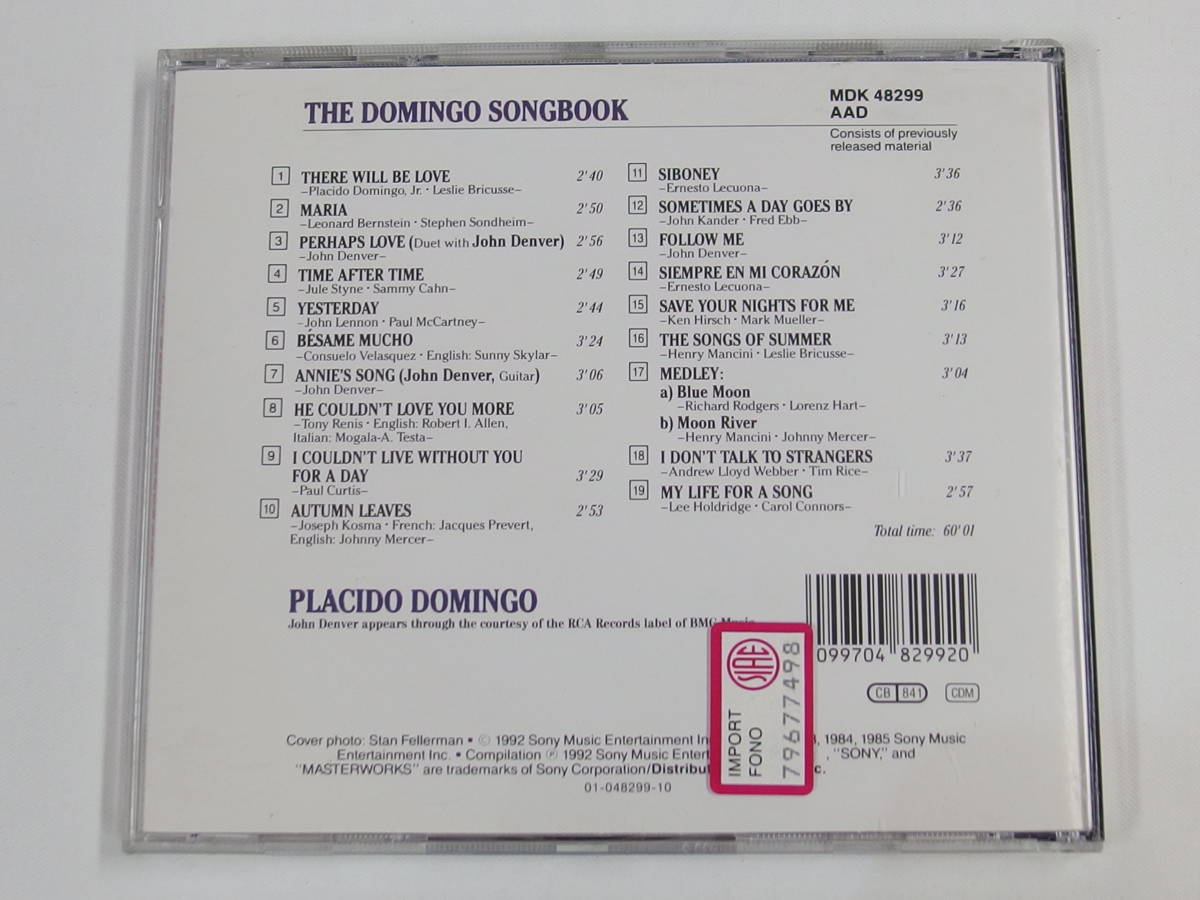 THE DOMINGO SONGBOOK
MDK 48299
AAD
Consists of previously
released material
1 THERE WILL BE LOVE 2'40
–Placido Domingo, Jr. · Leslie Bricusse–
2 MARIA 2'50
–Leonard Bernstein · Stephen Sondheim–
3 PERHAPS LOVE (Duet with John Denver) 2'56
–John Denver–
4 TIME AFTER TIME 2'49
–Jule Styne · Sammy Cahn–
5 YESTERDAY 2'44
–John Lennon · Paul McCartney–
6 BÉSAME MUCHO 3'24
–Consuelo Velasquez · English: Sunny Skylar–
7 ANNIE'S SONG (John Denver, Guitar) 3'06
–John Denver–
8 HE COULDN'T LOVE YOU MORE 3'05
–Tony Renis · English: Robert I. Allen,
Italian: Mogala-A. Testa–
9 I COULDN'T LIVE WITHOUT YOU
FOR A DAY 3'29
–Paul Curtis–
10 AUTUMN LEAVES 2'53
–Joseph Kosma · French: Jacques Prevert,
English: Johnny Mercer–
11 SIBONEY 3'36
–Ernesto Lecuona–
12 SOMETIMES A DAY GOES BY 2'36
–John Kander · Fred Ebb–
13 FOLLOW ME 3'12
–John Denver–
14 SIEMPRE EN MI CORAZÓN 3'27
–Ernesto Lecuona–
15 SAVE YOUR NIGHTS FOR ME 3'16
–Ken Hirsch · Mark Mueller–
16 THE SONGS OF SUMMER 3'13
–Henry Mancini · Leslie Bricusse–
17 MEDLEY: 3'04
a) Blue Moon
–Richard Rodgers · Lorenz Hart–
b) Moon River
–Henry Mancini · Johnny Mercer–
18 I DON'T TALK TO STRANGERS 3'37
–Andrew Lloyd Webber · Tim Rice–
19 MY LIFE FOR A SONG 2'57
–Lee Holdridge · Carol Connors–
Total time: 60'01
PLACIDO DOMINGO
John Denver appears through the courtesy of the RCA Records label of BMG Music
099704 829920
CB 841 CDM
SIAE
IMPORT
FONO
79677498
Cover photo: Stan Fellerman • © 1992 Sony Music Entertainment In , 1984, 1985 Sony Music
Entertainment Inc. • Compilation ℗ 1992 Sony Music Enter , "SONY," and
"MASTERWORKS" are trademarks of Sony Corporation/Distribut c.
01-048299-10